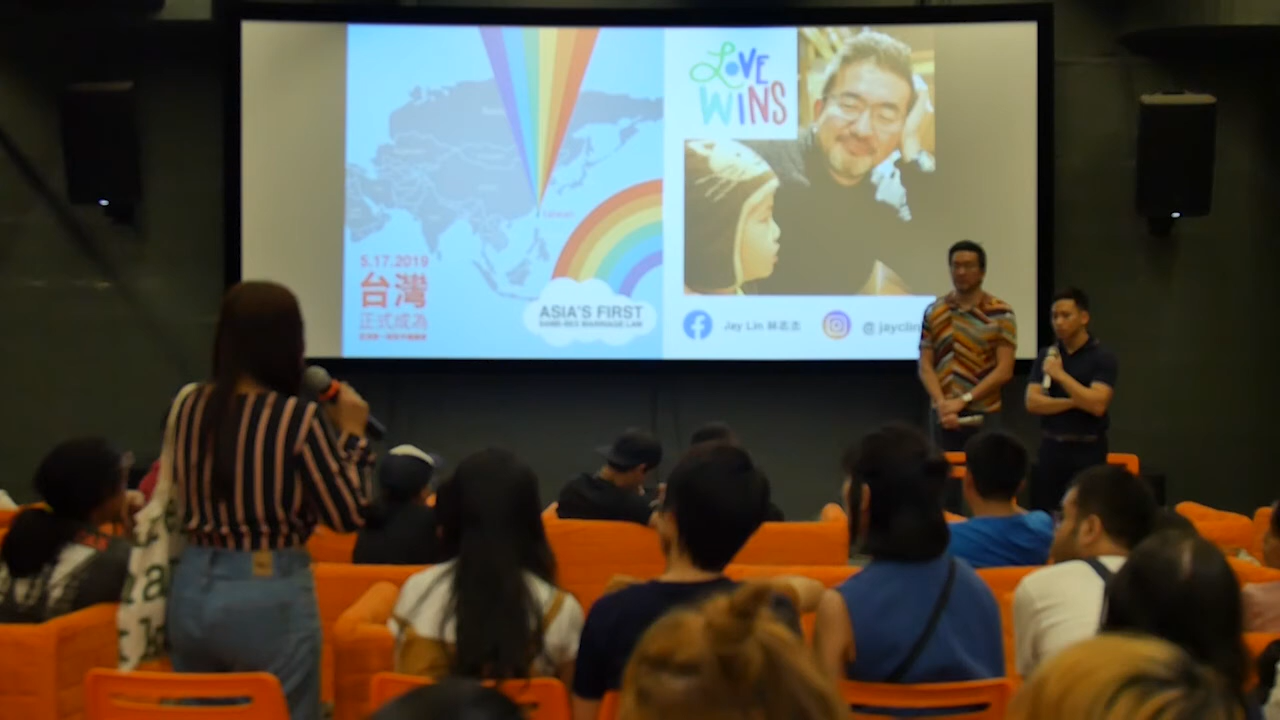 5.17.2019
台灣
正式成為
ASIA'S FIRST
SAME-SEX MARRIAGE LAW
LOVE
WINS
Jay Lin 林志杰
@jayclin